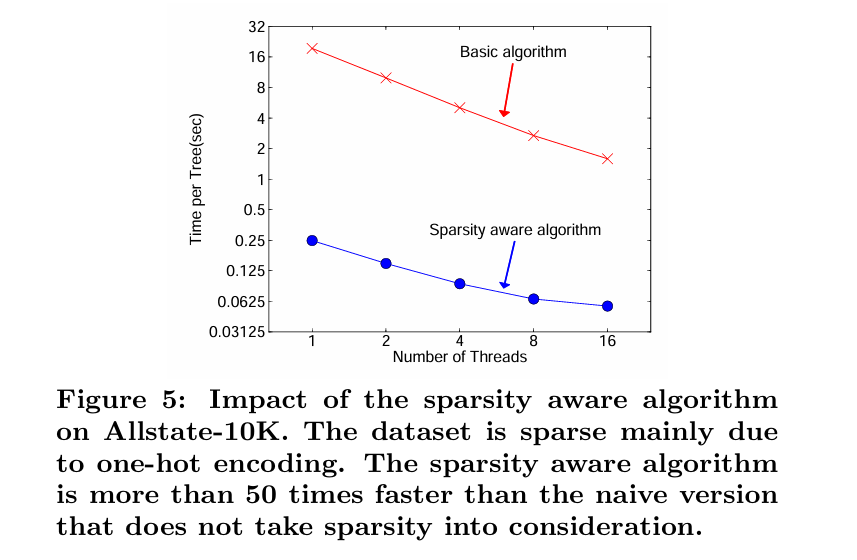 32
16
8
4
2
1
0.5
0.25
0.125
0.0625
0.03125
Time per Tree(sec)
Basic algorithm
Sparsity aware algorithm
1 2 4 8 16
Number of Threads
Figure 5: Impact of the sparsity aware algorithm
on Allstate-10K. The dataset is sparse mainly due
to one-hot encoding. The sparsity aware algorithm
is more than 50 times faster than the naive version
that does not take sparsity into consideration.